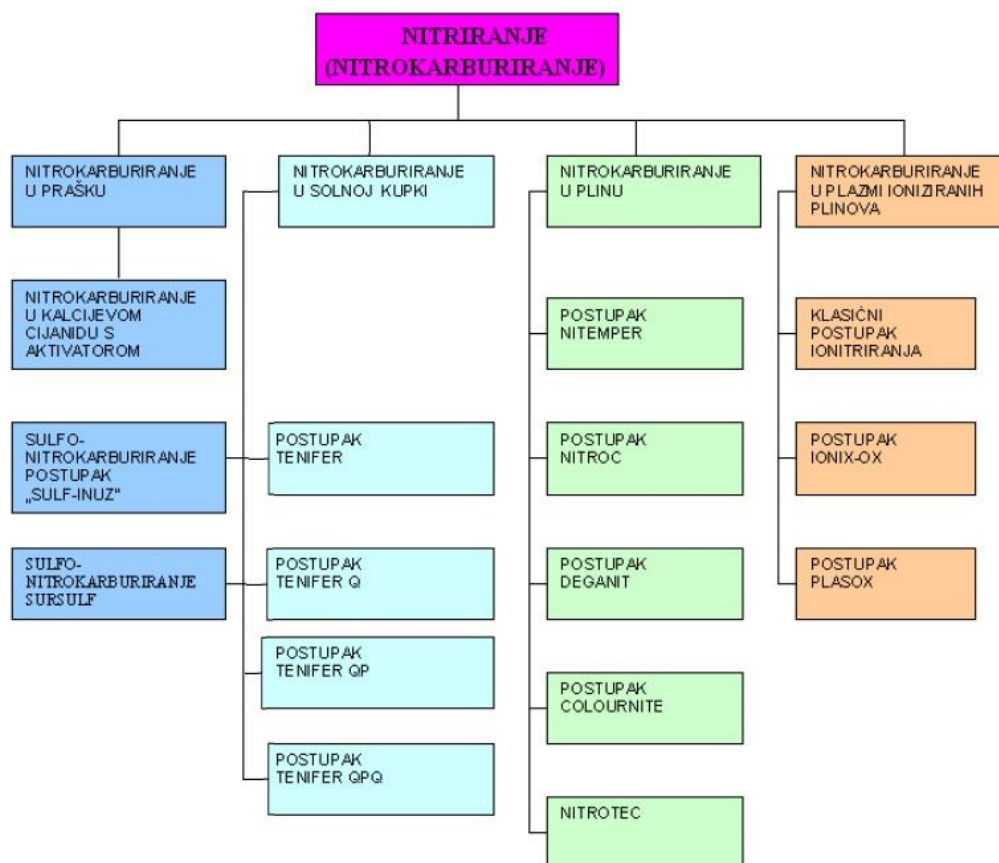 NITRIRANJE
(NITROKARBURIRANJE)
NITROKARBURIRANJE
U PRAŠKU
NITROKARBURIRANJE
U SOLNOJ KUPKI
NITROKARBURIRANJE
U PLINU
NITROKARBURIRANJE
U PLAZMI IONIZIRANIH
PLINOVA
NITROKARBURIRANJE
U KALCIJEVOM
CIJANIDU S
AKTIVATOROM
POSTUPAK
NITEMPER
KLASIČNI
POSTUPAK
IONITRIRANJA
SULFO-
NITROKARBURIRANJE
POSTUPAK
„SULF-INUZ"
POSTUPAK
TENIFER
POSTUPAK
NITROC
POSTUPAK
IONIX-OX
SULFO-
NITROKARBURIRANJE
SURSULF
POSTUPAK
TENIFER Q
POSTUPAK
DEGANIT
POSTUPAK
PLASOX
POSTUPAK
TENIFER QP
POSTUPAK
COLOURNITE
POSTUPAK
TENIFER QPQ
NITROTEC